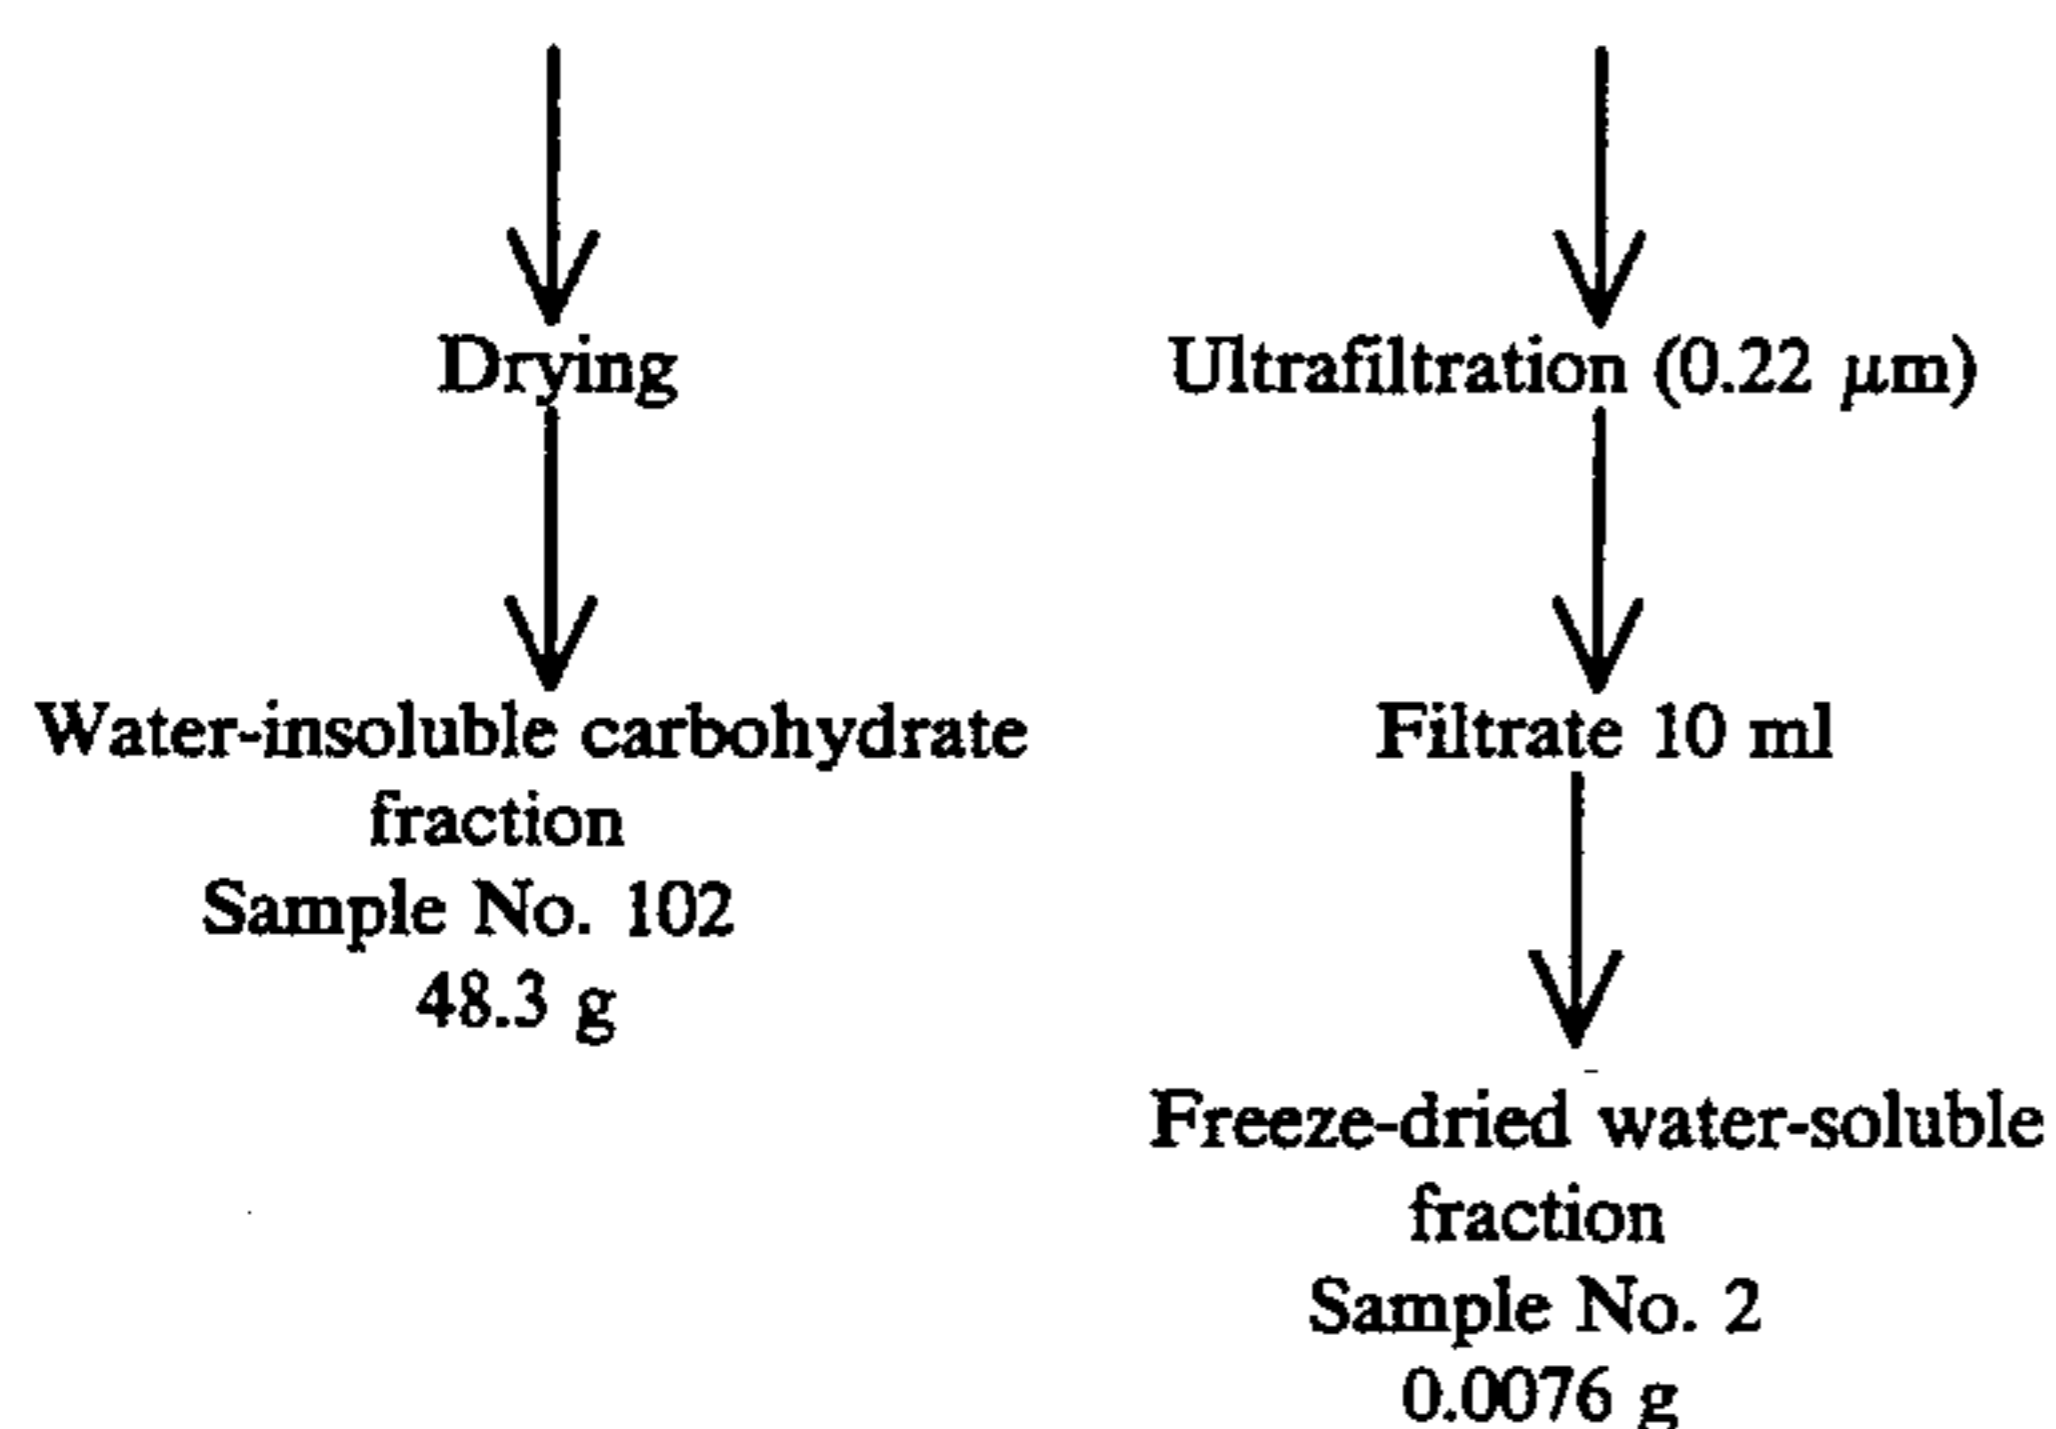 Drying
Water-insoluble carbohydrate
fraction
Sample No. 102
48.3 g
Ultrafiltration (0.22 μm)
Filtrate 10 ml
Freeze-dried water-soluble
fraction
Sample No. 2
0.0076 g